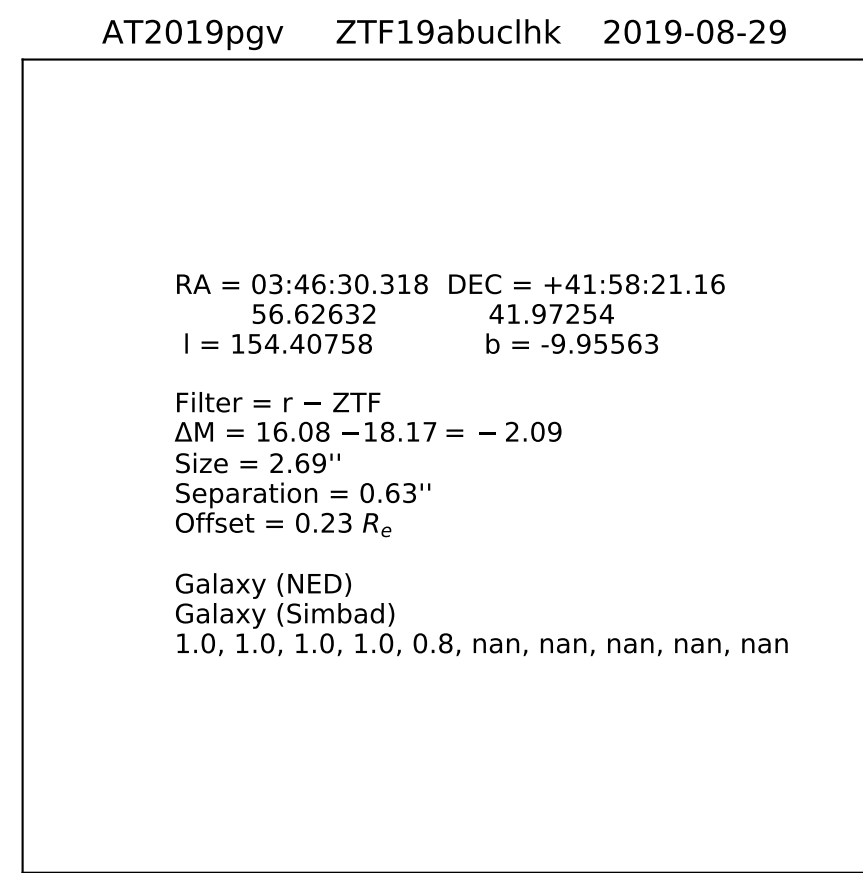 AT2019pgv ZTF19abuclhk 2019-08-29
RA = 03:46:30.318 DEC = +41:58:21.16
56.62632 41.97254
l = 154.40758 b = -9.95563
Filter = r − ZTF
ΔM = 16.08 −18.17 = − 2.09
Size = 2.69''
Separation = 0.63''
Offset = 0.23 Re
Galaxy (NED)
Galaxy (Simbad)
1.0, 1.0, 1.0, 1.0, 0.8, nan, nan, nan, nan, nan